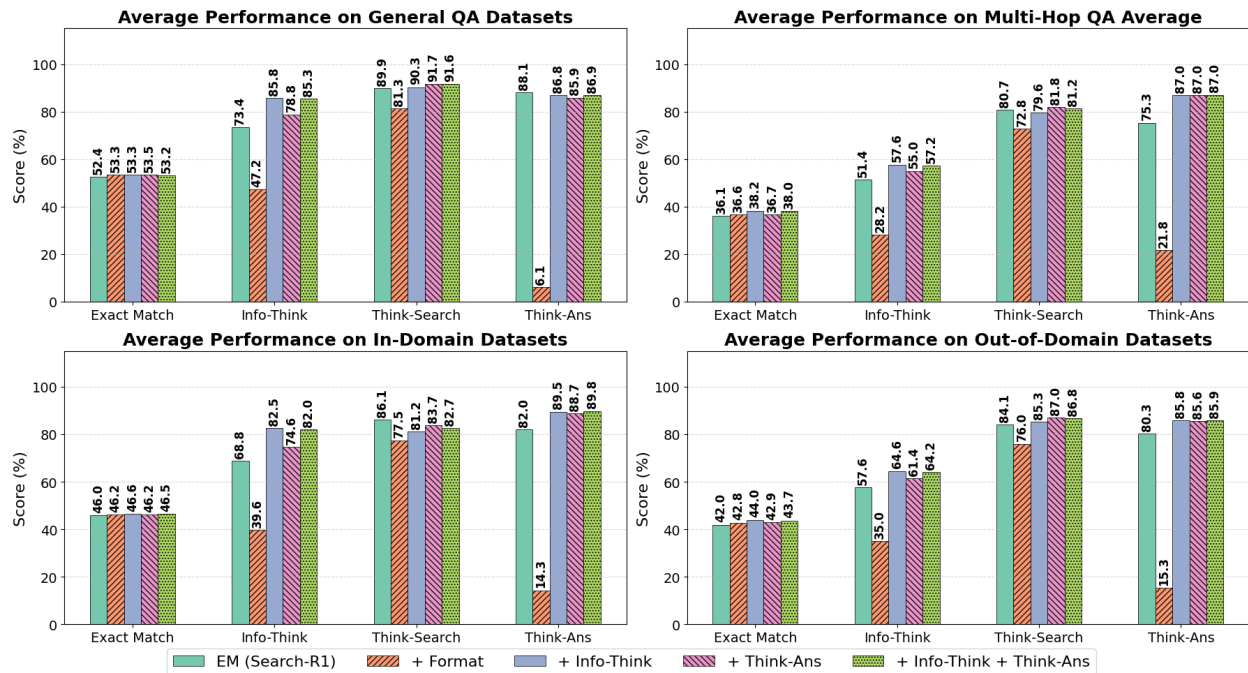 Average Performance on General QA Datasets
Score (%)
100
80
60
40
20
0
52.4 53.3 53.3 53.5 53.2
73.4 47.2 85.8 78.8 85.3
89.9 81.3 90.3 91.7 91.6
88.1 6.1 86.8 85.9 86.9
Exact Match Info-Think Think-Search Think-Ans
Average Performance on Multi-Hop QA Average
Score (%)
100
80
60
40
20
0
36.1 36.6 38.2 36.7 38.0
51.4 28.2 57.6 55.0 57.2
80.7 72.8 79.6 81.8 81.2
75.3 21.8 87.0 87.0 87.0
Exact Match Info-Think Think-Search Think-Ans
Average Performance on In-Domain Datasets
Score (%)
100
80
60
40
20
0
46.0 46.2 46.6 46.2 46.5
68.8 39.6 82.5 74.6 82.0
86.1 77.5 81.2 83.7 82.7
82.0 14.3 89.5 88.7 89.8
Exact Match Info-Think Think-Search Think-Ans
Average Performance on Out-of-Domain Datasets
Score (%)
100
80
60
40
20
0
42.0 42.8 44.0 42.9 43.7
57.6 35.0 64.6 61.4 64.2
84.1 76.0 85.3 87.0 86.8
80.3 15.3 85.8 85.6 85.9
Exact Match Info-Think Think-Search Think-Ans
EM (Search-R1) + Format + Info-Think + Think-Ans + Info-Think + Think-Ans